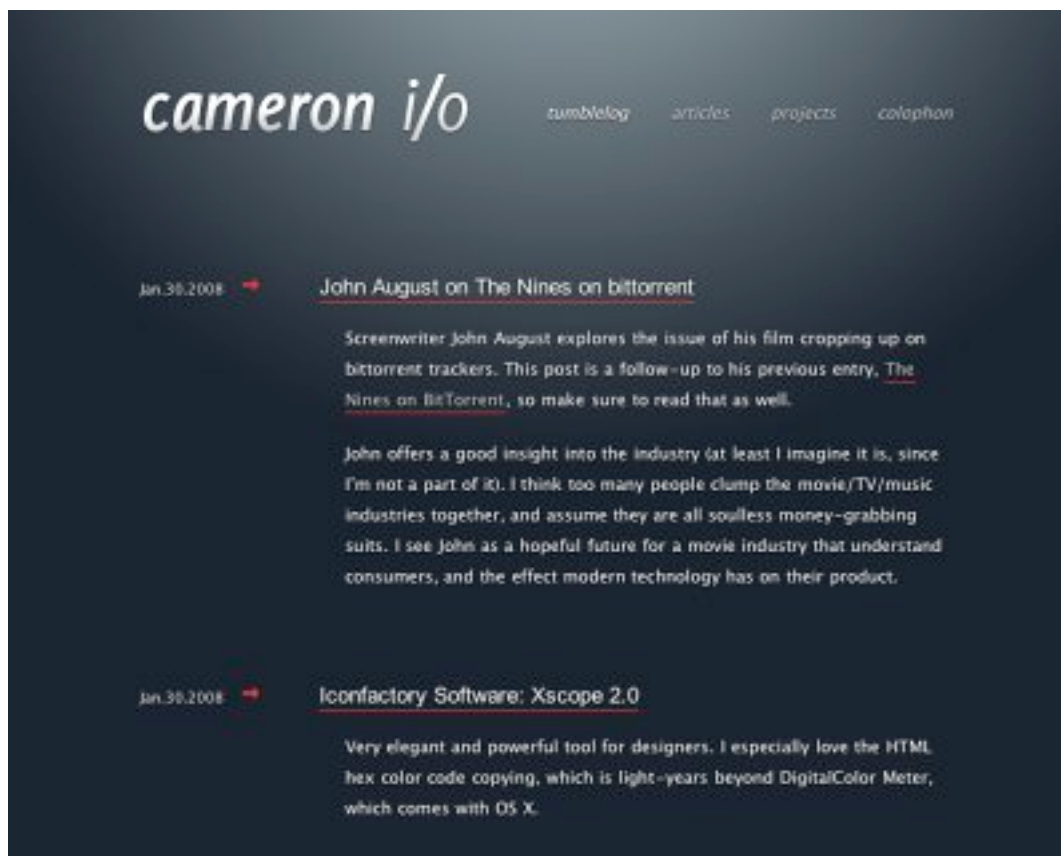 cameron i/o
tumblelog articles projects colophon
Jan.30.2008
John August on The Nines on bittorrent
Screenwriter John August explores the issue of his film cropping up on
bittorrent trackers. This post is a follow-up to his previous entry, The
Nines on BitTorrent, so make sure to read that as well.
John offers a good insight into the industry (at least I imagine it is, since
I'm not a part of it). I think too many people clump the movie/TV/music
industries together, and assume they are all soulless money-grabbing
suits. I see John as a hopeful future for a movie industry that understand
consumers, and the effect modern technology has on their product.
Jan.30.2008
Iconfactory Software: Xscope 2.0
Very elegant and powerful tool for designers. I especially love the HTML
hex color code copying, which is light-years beyond DigitalColor Meter,
which comes with OS X.